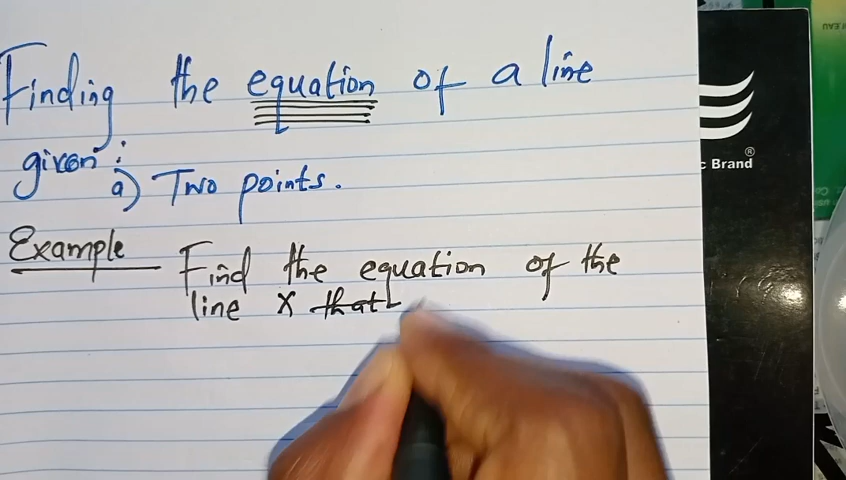 Finding the equation of a line
given:
a) Two points.
Example Find the equation of the
line X that
c Brand
®